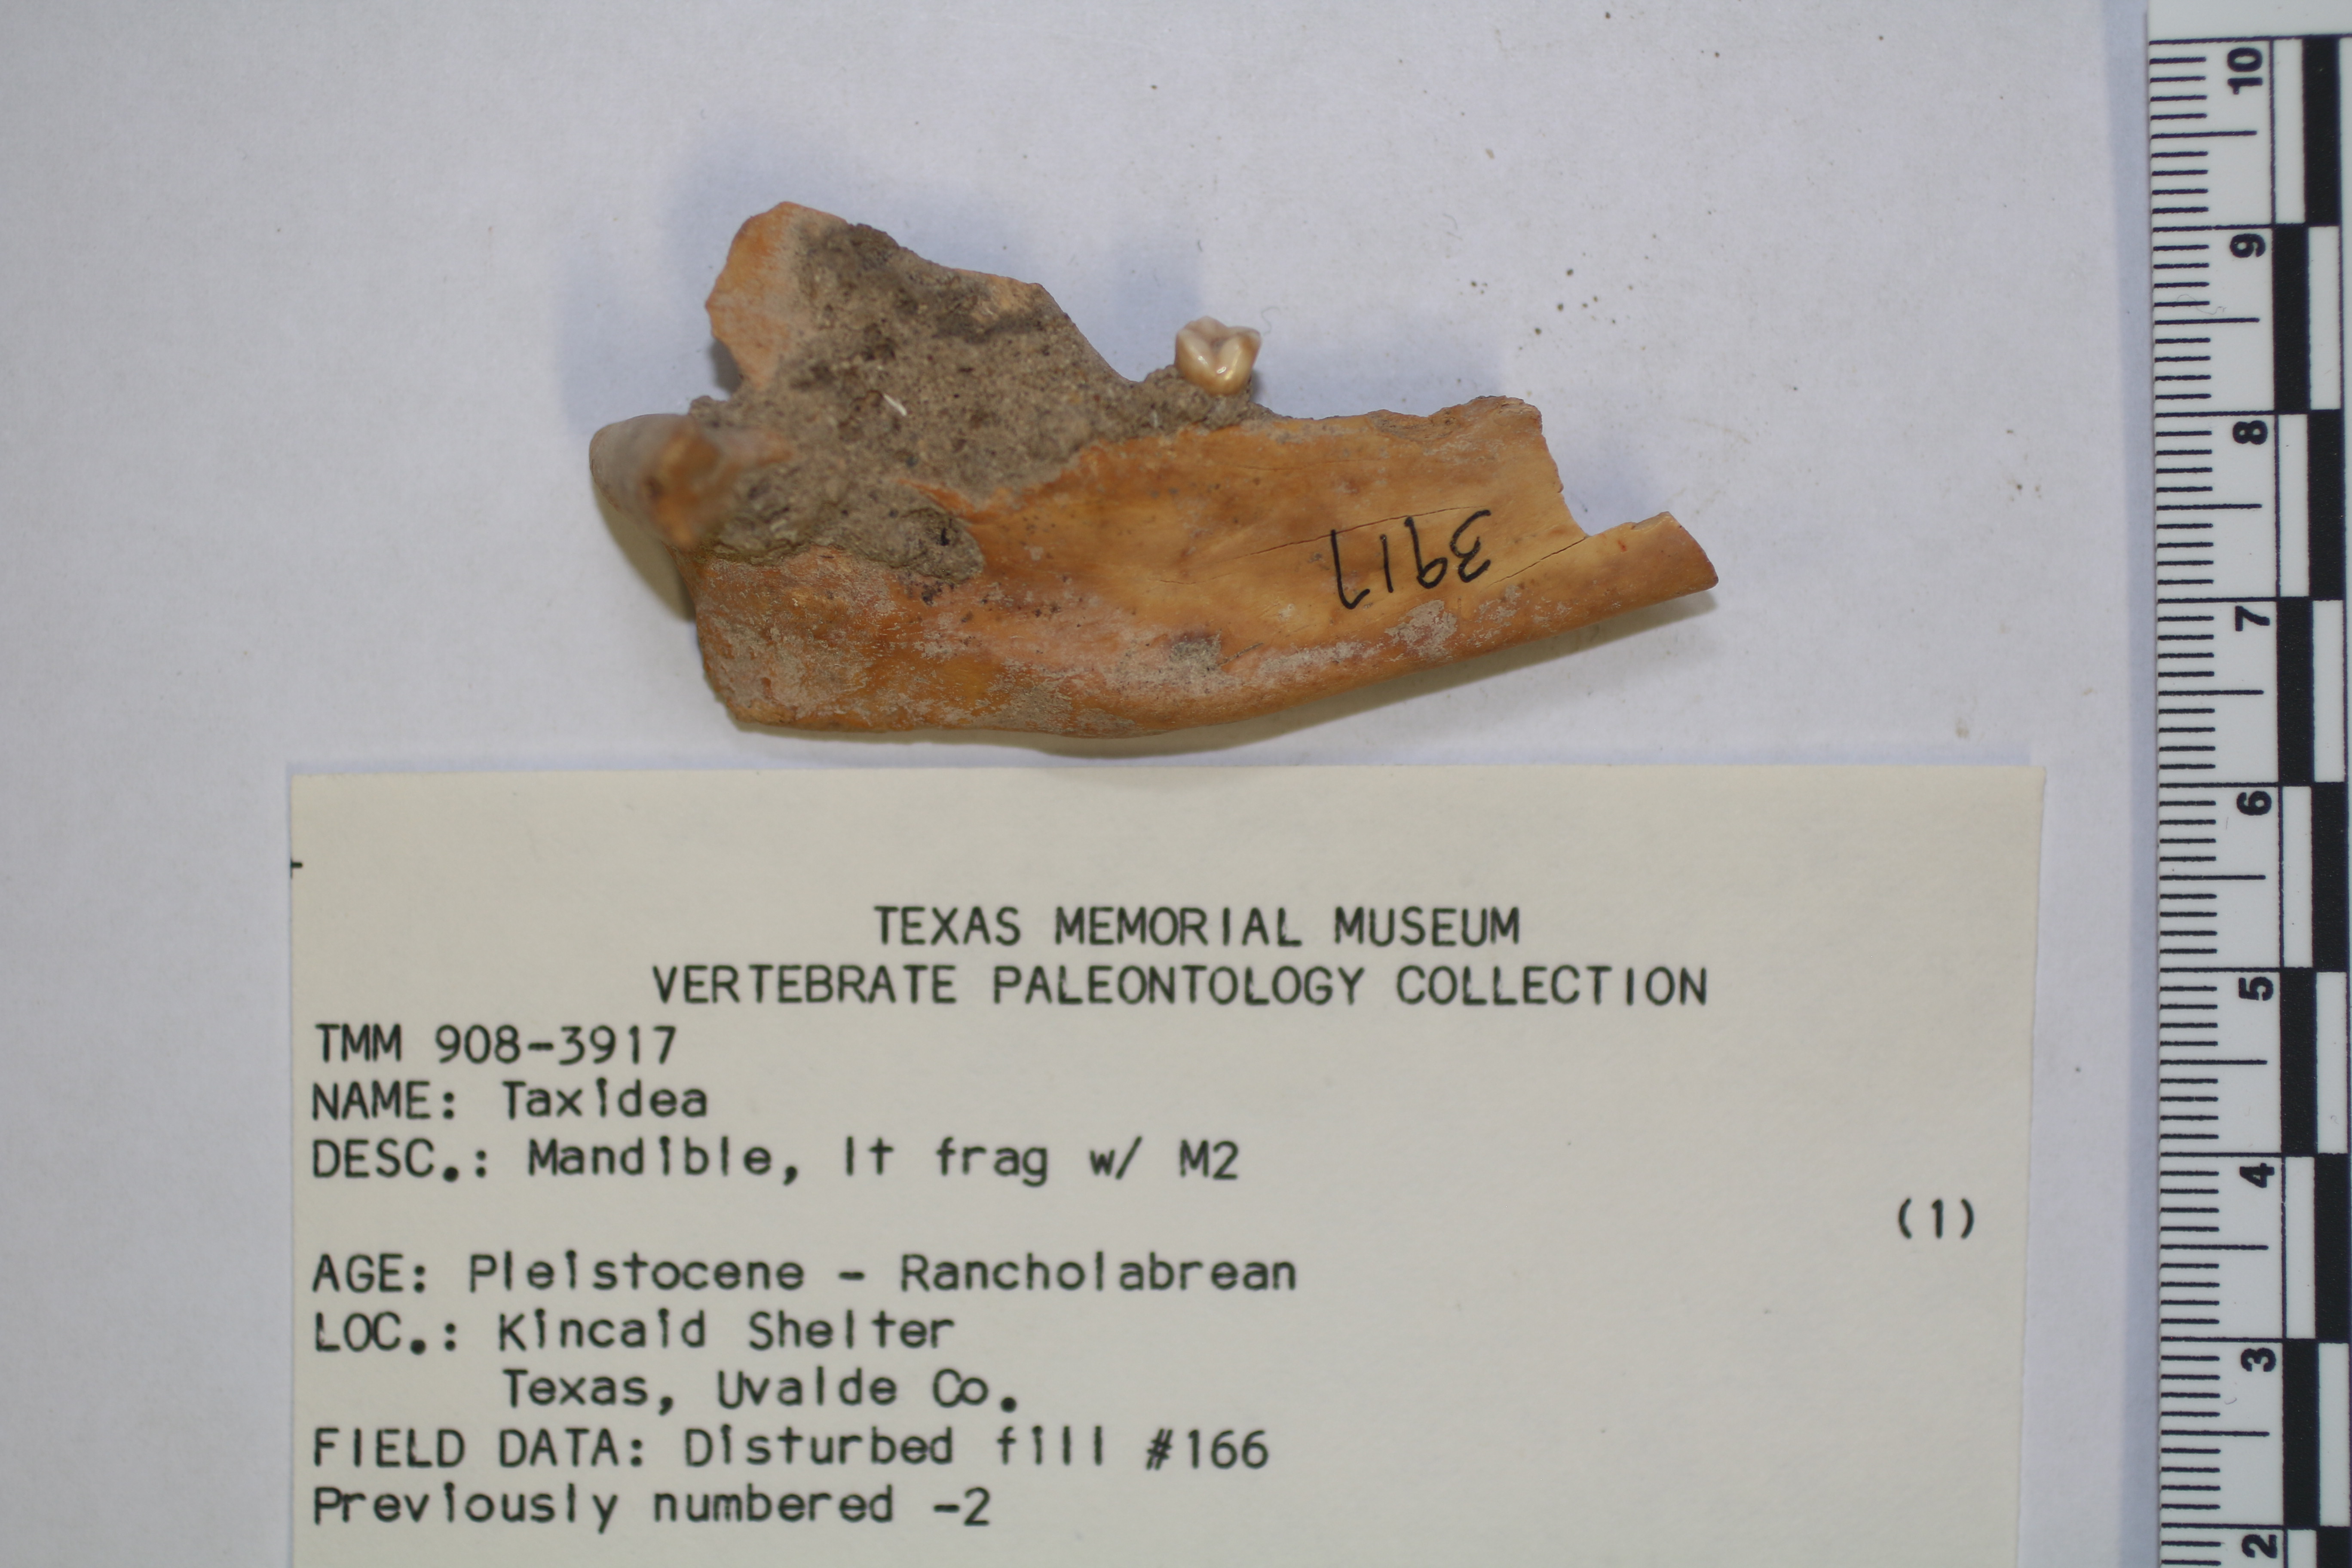 3917
TEXAS MEMORIAL MUSEUM
VERTEBRATE PALEONTOLOGY COLLECTION
TMM 908-3917
NAME: Taxidea
DESC.: Mandible, lt frag w/ M2
(1)
AGE: Pleistocene - Rancholabrean
LOC.: Kincaid Shelter
Texas, Uvalde Co.
FIELD DATA: Disturbed fill #166
Previously numbered -2
10
9
8
7
6
5
4
3
2